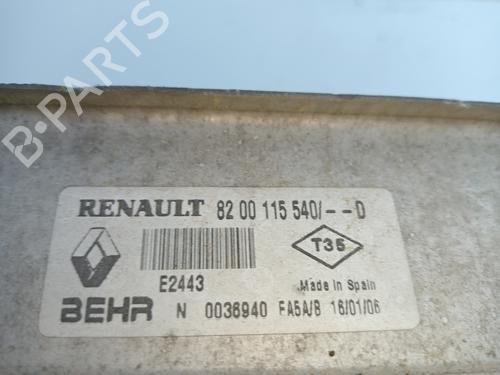 B-PARTS
RENAULT 82 00 115 540/--D
T35
E2443
Made in Spain
BEHR N 0036940 FA5A/B 16/01/06